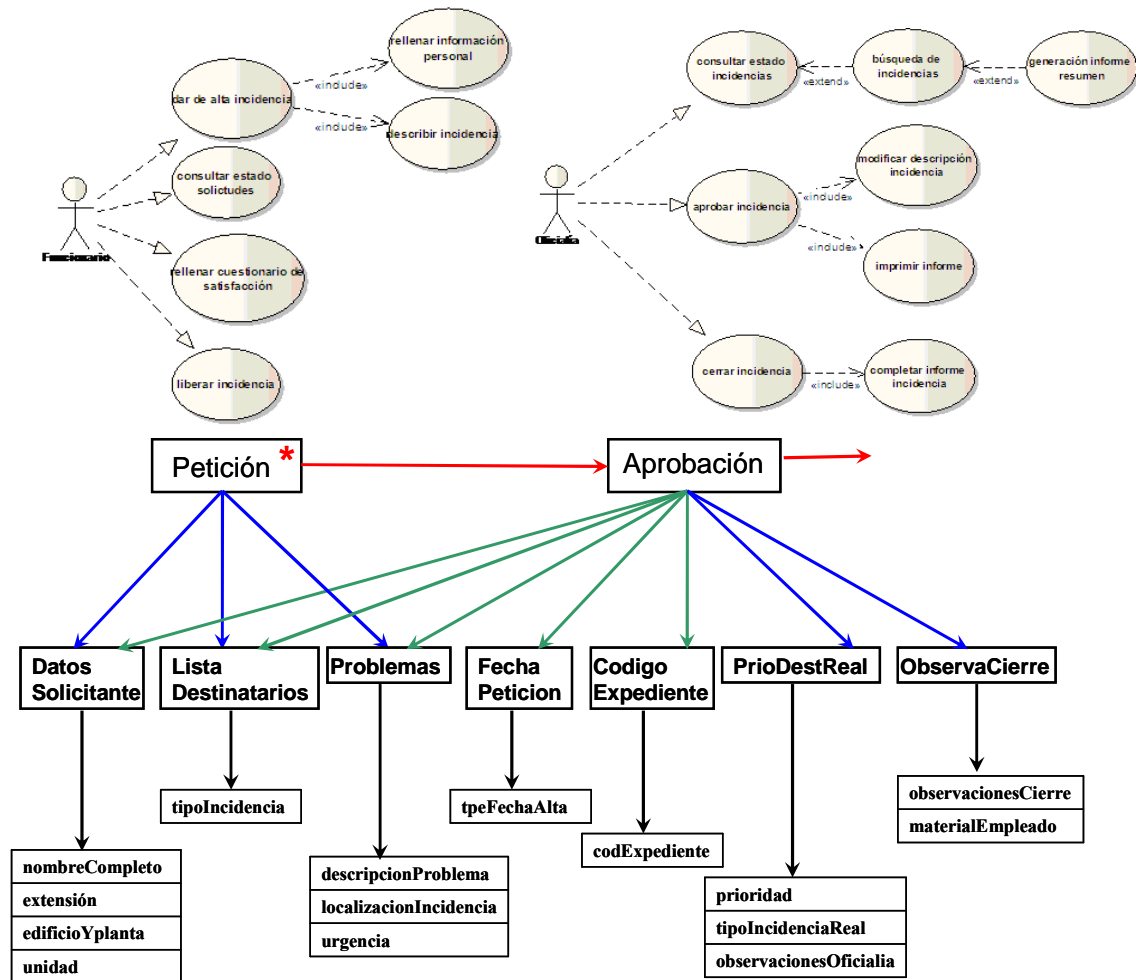 rellenar información
personal
dar de alta incidencia
«include»
«include»
describir incidencia
consultar estado
solictudes
Funcionario
rellenar cuestionario de
satisfacción
liberar incidencia
consultar estado
incidencias
«extend»
búsqueda de
incidencias
«extend»
generación informe
resumen
modificar descripción
incidencia
«include»
aprobar incidencia
«include»
imprimir informe
Oficialía
cerrar incidencia
«include»
completar informe
incidencia
Petición *
Aprobación
Datos
Solicitante
Lista
Destinatarios
Problemas
Fecha
Peticion
Codigo
Expediente
PrioDestReal
ObservaCierre
nombreCompleto
extensión
edificioYplanta
unidad
tipoIncidencia
descripcionProblema
localizacionIncidencia
urgencia
tpeFechaAlta
codExpediente
prioridad
tipoIncidenciaReal
observacionesOficialia
observacionesCierre
materialEmpleado